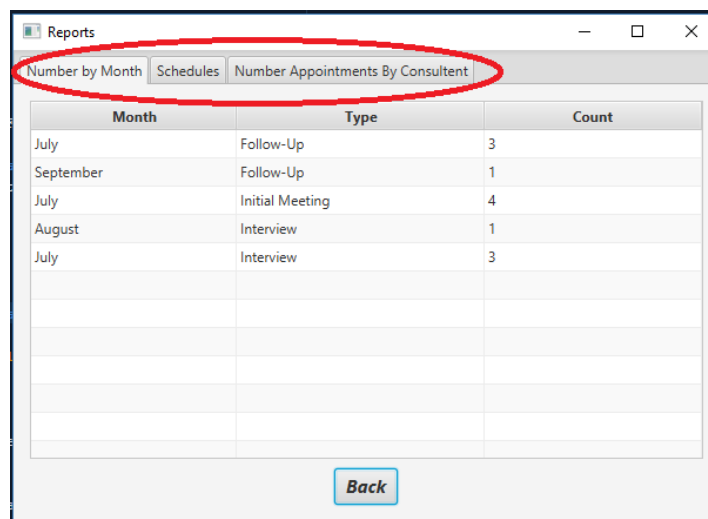 Reports
Number by Month Schedules Number Appointments By Consultent
Month Type Count
July Follow-Up 3
September Follow-Up 1
July Initial Meeting 4
August Interview 1
July Interview 3
Back